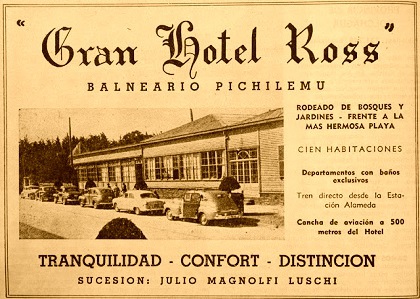 "Gran Hotel Ross"
BALNEARIO PICHILEMU
RODEADO DE BOSQUES Y
JARDINES - FRENTE A LA
MAS HERMOSA PLAYA
CIEN HABITACIONES
Departamentos con baños
exclusivos
Tren directo desde la Esta-
ción Alameda
Cancha de aviación a 500
metros del Hotel
TRANQUILIDAD - CONFORT - DISTINCION
SUCESION: JULIO MAGNOLFI LUSCHI